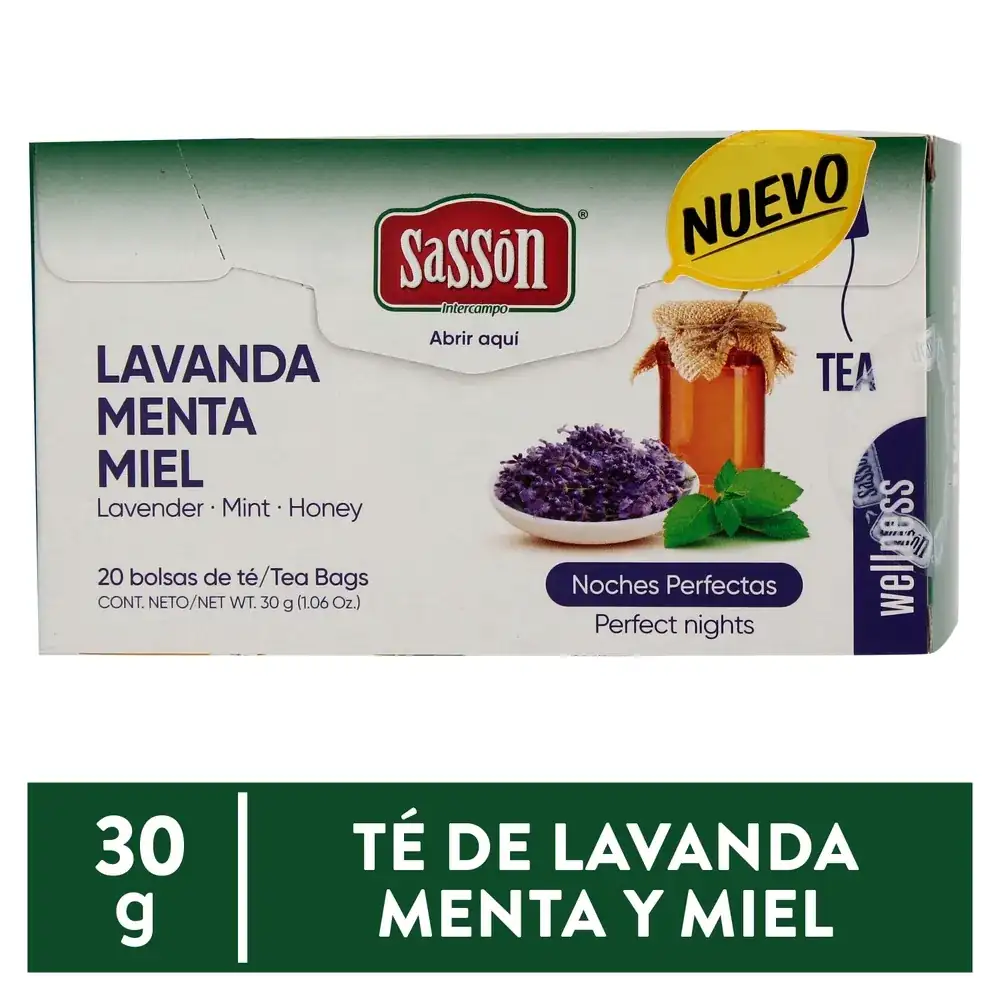 NUEVO
sassón
®
Intercampo
Abrir aquí
TEA
LAVANDA
MENTA
MIEL
Lavender · Mint · Honey
20 bolsas de té/Tea Bags
CONT. NETO/NET WT. 30 g (1.06 Oz.)
Noches Perfectas
Perfect nights
wellness
30
g
TÉ DE LAVANDA
MENTA Y MIEL